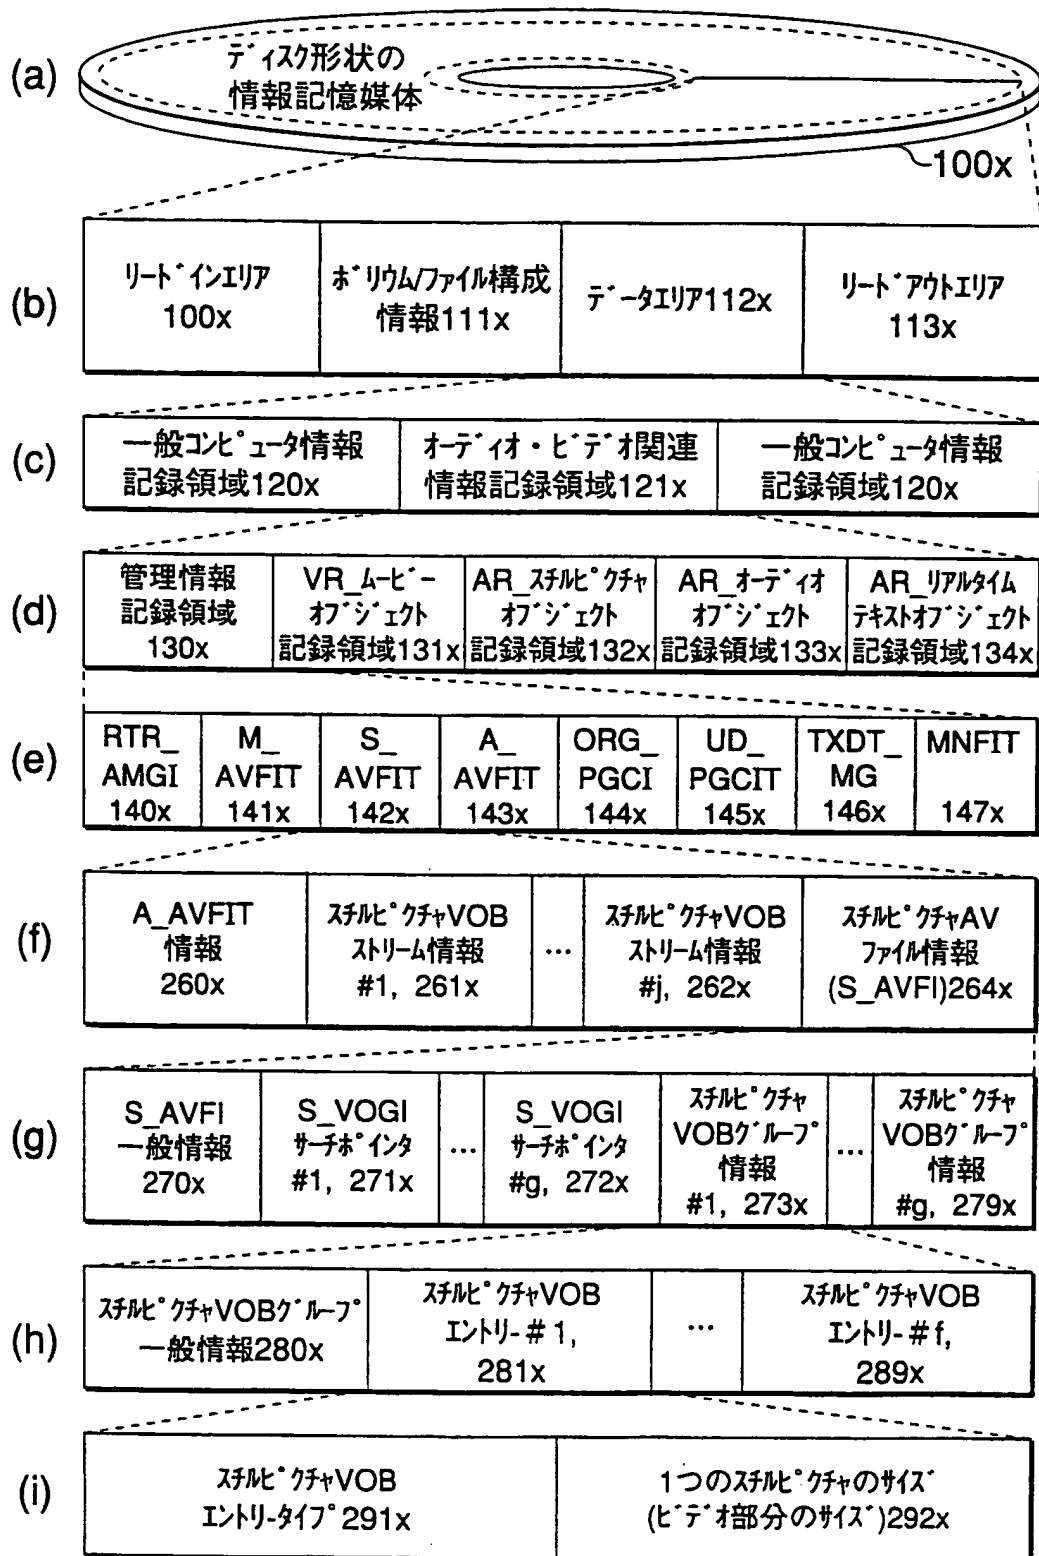 (a)
ディスク形状の
情報記憶媒体
100x
(b)
リードインエリア
100x
ボリウム/ファイル構成
情報111x
データエリア112x
リードアウトエリア
113x
(c)
一般コンピュータ情報
記録領域120x
オーディオ・ビデオ関連
情報記録領域121x
一般コンピュータ情報
記録領域120x
(d)
管理情報
記録領域
130x
VR_ムービー
オブジェクト
記録領域131x
AR_スチルピクチャ
オブジェクト
記録領域132x
AR_オーディオ
オブジェクト
記録領域133x
AR_リアルタイム
テキストオブジェクト
記録領域134x
(e)
RTR_
AMGI
140x
M_
AVFIT
141x
S_
AVFIT
142x
A_
AVFIT
143x
ORG_
PGCI
144x
UD_
PGCIT
145x
TXDT_
MG
146x
MNFIT
147x
(f)
A_AVFIT
情報
260x
スチルピクチャVOB
ストリーム情報
#1, 261x
…
スチルピクチャVOB
ストリーム情報
#j, 262x
スチルピクチャAV
ファイル情報
(S_AVFI)264x
(g)
S_AVFI
一般情報
270x
S_VOGI
サーチポインタ
#1, 271x
…
S_VOGI
サーチポインタ
#g, 272x
スチルピクチャ
VOBグループ
情報
#1, 273x
…
スチルピクチャ
VOBグループ
情報
#g, 279x
(h)
スチルピクチャVOBグループ
一般情報280x
スチルピクチャVOB
エントリー#1,
281x
…
スチルピクチャVOB
エントリー#f,
289x
(i)
スチルピクチャVOB
エントリータイプ291x
1つのスチルピクチャのサイズ
(ビデオ部分のサイズ)292x